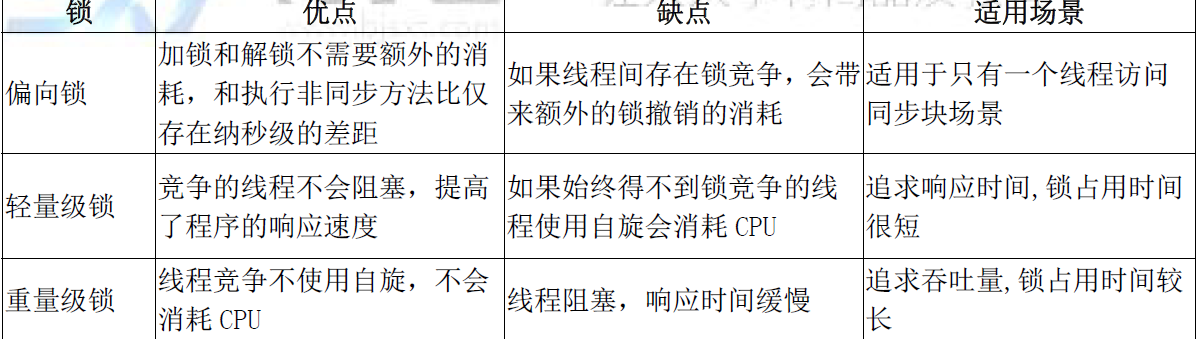 锁 优点 缺点 适用场景
偏向锁
加锁和解锁不需要额外的消
耗，和执行非同步方法比仅
存在纳秒级的差距
如果线程间存在锁竞争，会带
来额外的锁撤销的消耗
适用于只有一个线程访问
同步块场景
轻量级锁
竞争的线程不会阻塞，提高
了程序的响应速度
如果始终得不到锁竞争的线
程使用自旋会消耗 CPU
追求响应时间,锁占用时间
很短
重量级锁
线程竞争不使用自旋，不会
消耗 CPU
线程阻塞，响应时间缓慢
追求吞吐量,锁占用时间较
长